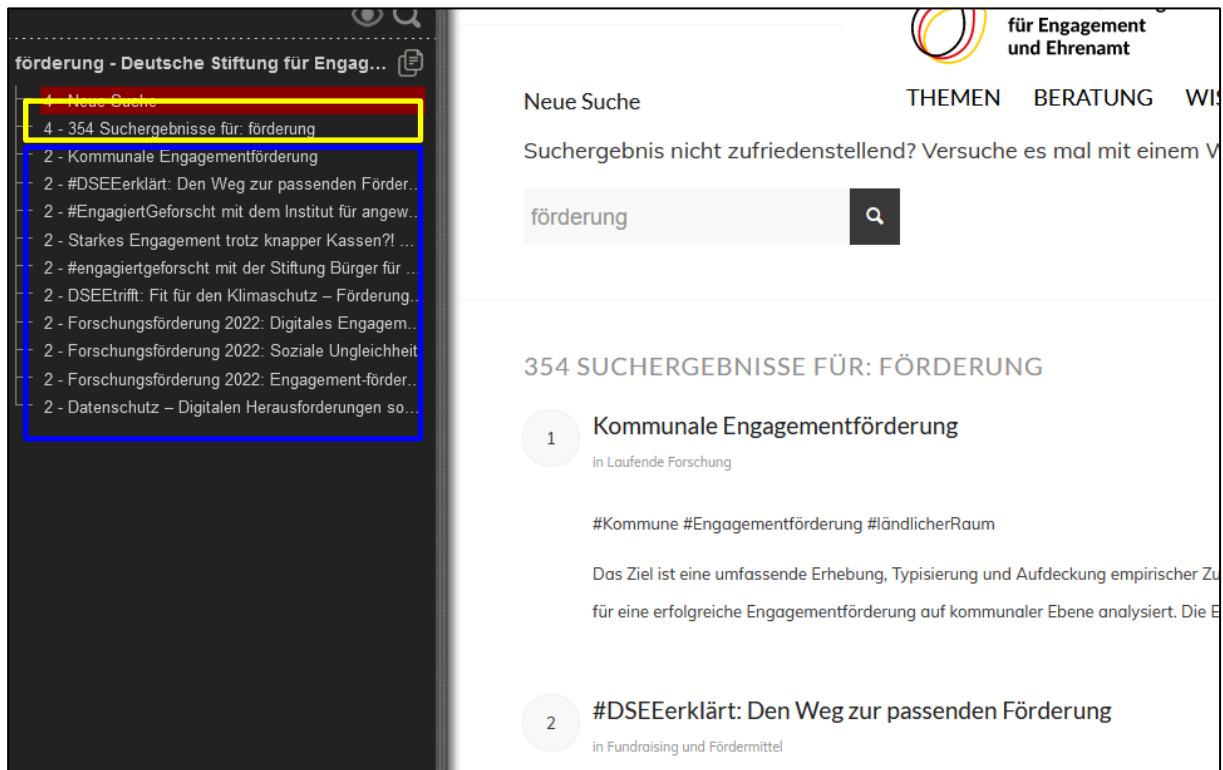 förderung - Deutsche Stiftung für Engag...
4 - Neue Suche
4 - 354 Suchergebnisse für: förderung
2 - Kommunale Engagementförderung
2 - #DSEEerklärt: Den Weg zur passenden Förder...
2 - #EngagiertGeforscht mit dem Institut für angew...
2 - Starkes Engagement trotz knapper Kassen?! ...
2 - #engagiertgeforscht mit der Stiftung Bürger für ...
2 - DSEEtrifft: Fit für den Klimaschutz – Förderung...
2 - Forschungsförderung 2022: Digitales Engagem...
2 - Forschungsförderung 2022: Soziale Ungleichheit
2 - Forschungsförderung 2022: Engagement-förder...
2 - Datenschutz – Digitalen Herausforderungen so...
für Engagement
und Ehrenamt
THEMEN BERATUNG
Neue Suche
Suchergebnis nicht zufriedenstellend? Versuche es mal mit einem
förderung
354 SUCHERGEBNISSE FÜR: FÖRDERUNG
1 Kommunale Engagementförderung
in Laufende Forschung
#Kommune #Engagementförderung #ländlicherRaum
Das Ziel ist eine umfassende Erhebung, Typisierung und Aufdeckung empirischer
für eine erfolgreiche Engagementförderung auf kommunaler Ebene analysiert. Die
2 #DSEEerklärt: Den Weg zur passenden Förderung
in Fundraising und Fördermittel